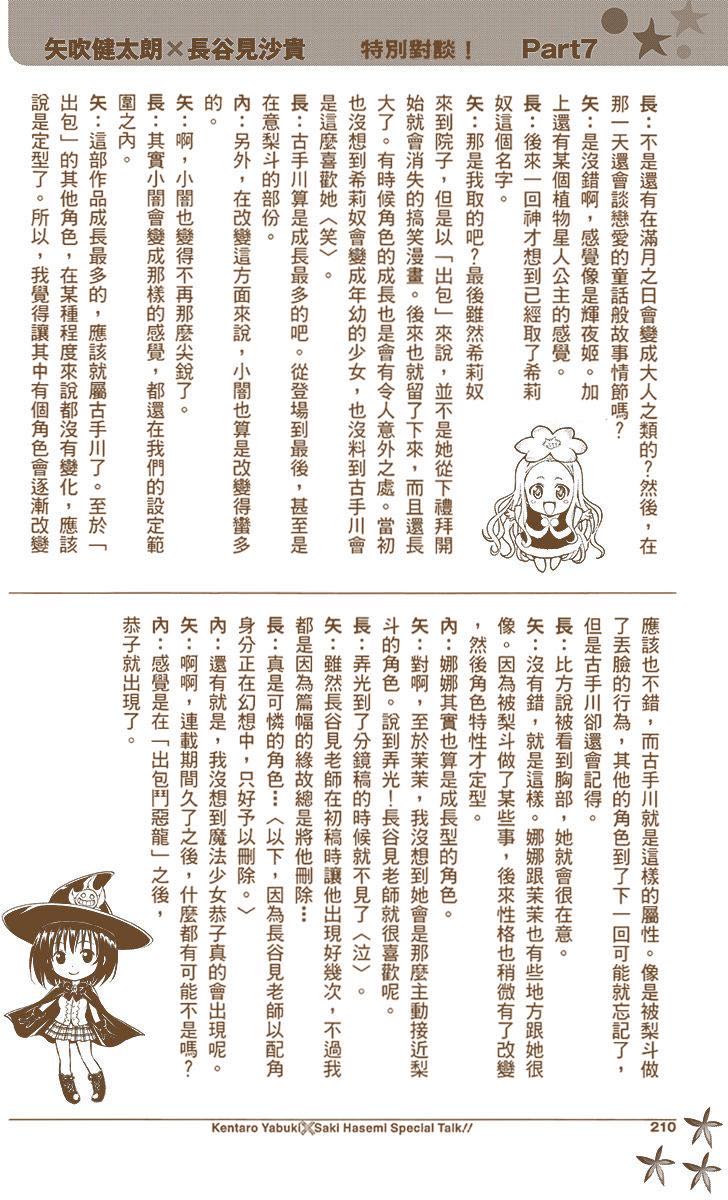 矢吹健太朗×長谷見沙貴　特別對談！　Part7
長：不是還有在滿月之日會變成大人之類的？然後，在
那一天還會談戀愛的童話般故事情節嗎？
矢：是沒錯啊，感覺像是輝夜姬。加
上還有某個植物星人公主的感覺。
長：後來一回神才想到已經取了希莉
奴這個名字。
矢：那是我取的吧？最後雖然希莉奴
來到院子，但是以「出包」來說，並不是她從下禮拜開
始就會消失的搞笑漫畫。後來也就留了下來，而且還長
大了。有時候角色的成長也是會有令人意外之處。當初
也沒想到希莉奴會變成年幼的少女，也沒料到古手川會
是這麼喜歡她〈笑〉。
長：古手川算是成長最多的吧。從登場到最後，甚至是
在意梨斗的部份。
內：另外，在改變這方面來說，小闇也算是改變得蠻多
的。
矢：啊，小闇也變得不再那麼尖銳了。
長：其實小闇會變成那樣的感覺，都還在我們的設定範
圍之內。
矢：這部作品成長最多的，應該就屬古手川了。至於「
出包」的其他角色，在某種程度來說都沒有變化，應該
說是定型了。所以，我覺得讓其中有個角色會逐漸改變
應該也不錯，而古手川就是這樣的屬性。像是被梨斗做
了丟臉的行為，其他的角色到了下一回可能就忘記了，
但是古手川卻還會記得。
長：比方說被看到胸部，她就會很在意。
矢：沒有錯，就是這樣。娜娜跟茉茉也有些地方跟她很
像。因為被梨斗做了某些事，後來性格也稍微有了改變
，然後角色特性才定型。
內：娜娜其實也算是成長型的角色。
矢：對啊，至於茉茉，我沒想到她會是那麼主動接近梨
斗的角色。說到弄光！長谷見老師就很喜歡呢。
長：弄光到了分鏡稿的時候就不見了〈泣〉。
矢：雖然長谷見老師在初稿時讓他出現好幾次，不過我
都是因為篇幅的緣故總是將他刪除…
長：真是可憐的角色…〈以下，因為長谷見老師以配角
身分正在幻想中，只好予以刪除。〉
內：還有就是，我沒想到魔法少女恭子真的會出現呢。
矢：啊啊，連載期間久了之後，什麼都有可能不是嗎？
內：感覺是在「出包鬥惡龍」之後，
恭子就出現了。
Kentaro Yabuki×Saki Hasemi Special Talk!!
210